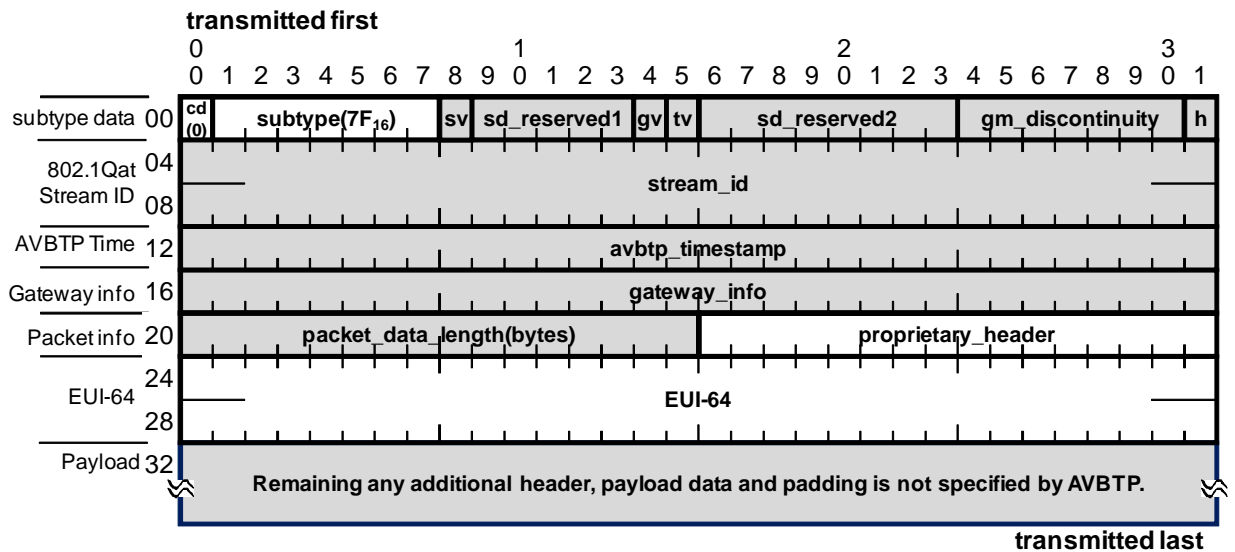 transmitted first
0 1 2 3
0 1 2 3 4 5 6 7 8 9 0 1 2 3 4 5 6 7 8 9 0 1 2 3 4 5 6 7 8 9 0 1
subtype data 00 cd (0) subtype(7F₁₆) sv sd_reserved1 gv tv sd_reserved2 gm_discontinuity h
802.1Qat Stream ID 04 08 stream_id
AVBTP Time 12 avbtp_timestamp
Gateway info 16 gateway_info
Packet info 20 packet_data_length(bytes) proprietary_header
EUI-64 24 28 EUI-64
Payload 32 Remaining any additional header, payload data and padding is not specified by AVBTP.
transmitted last